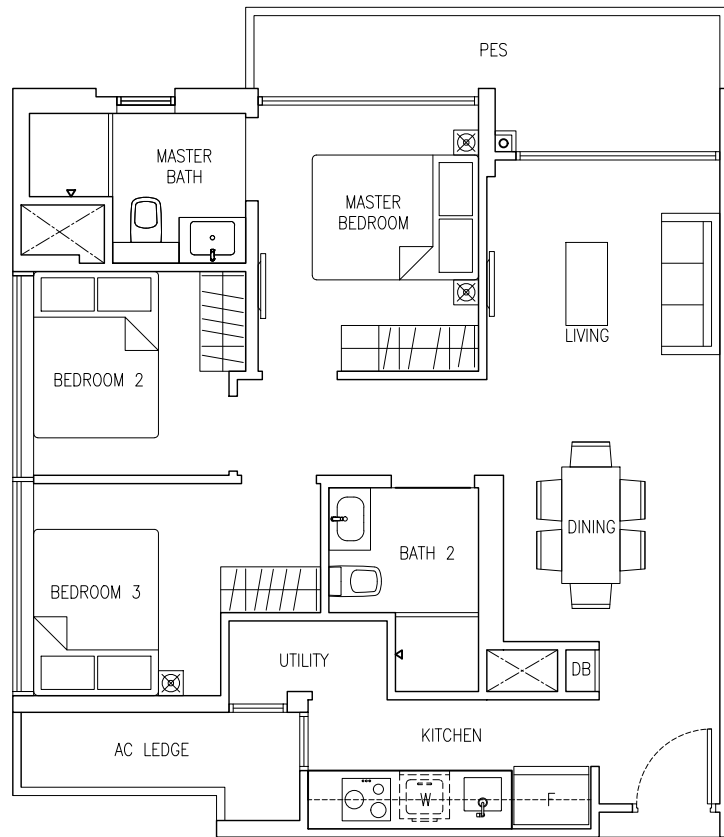 PES
MASTER
BATH
MASTER
BEDROOM
LIVING
BEDROOM 2
DINING
BATH 2
BEDROOM 3
UTILITY
DB
KITCHEN
AC LEDGE
W
F